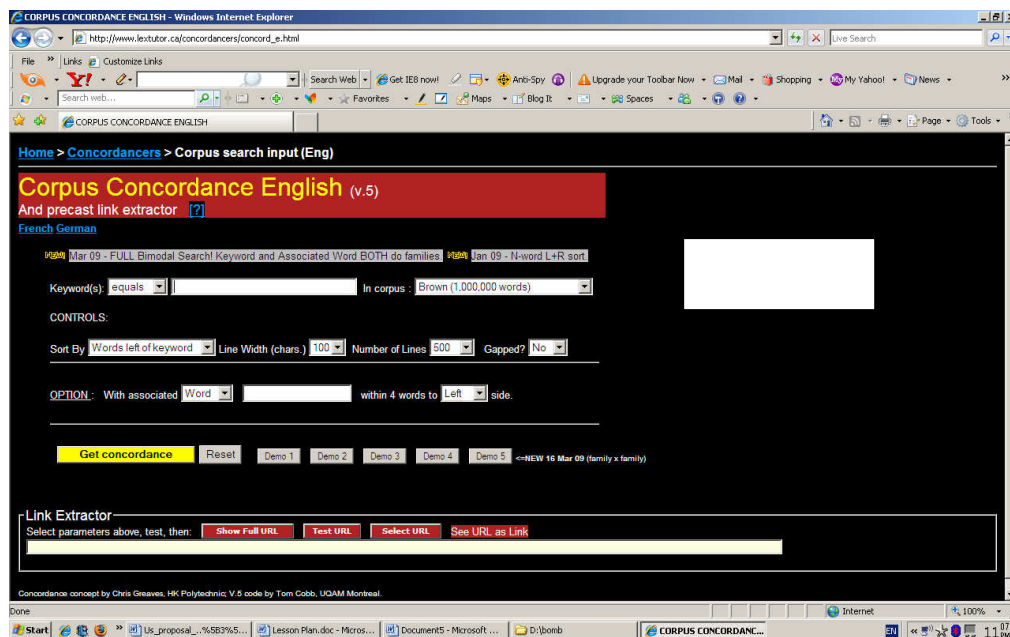 CORPUS CONCORDANCE ENGLISH - Windows Internet Explorer
http://www.lextutor.ca/concordancers/concord_e.html
Live Search
File » Links Customize Links
Y! Search Web Get IE8 now! Anti-Spy Upgrade your Toolbar Now Mail Shopping My Yahoo! News »
Search web... Favorites Maps Blog It Spaces
CORPUS CONCORDANCE ENGLISH Page Tools
Home > Concordancers > Corpus search input (Eng)
Corpus Concordance English (v.5)
And precast link extractor [?]
French German
NEW! Mar 09 - FULL Bimodal Search! Keyword and Associated Word BOTH do families. NEW! Jan 09 - N-word L+R sort.
Keyword(s): equals In corpus : Brown (1,000,000 words)
CONTROLS:
Sort By Words left of keyword Line Width (chars.) 100 Number of Lines 500 Gapped? No
OPTION : With associated Word within 4 words to Left side.
Get concordance Reset Demo 1 Demo 2 Demo 3 Demo 4 Demo 5 <=NEW 16 Mar 09 (family x family)
Link Extractor
Select parameters above, test, then: Show Full URL Test URL Select URL See URL as Link
Concordance concept by Chris Greaves, HK Polytechnic; V.5 code by Tom Cobb, UQAM Montreal.
Done Internet 100%
Start » Us_proposal_..%5B3%5... Lesson Plan.doc - Micros... Document5 - Microsoft ... D:\bomb CORPUS CONCORDANC... EN